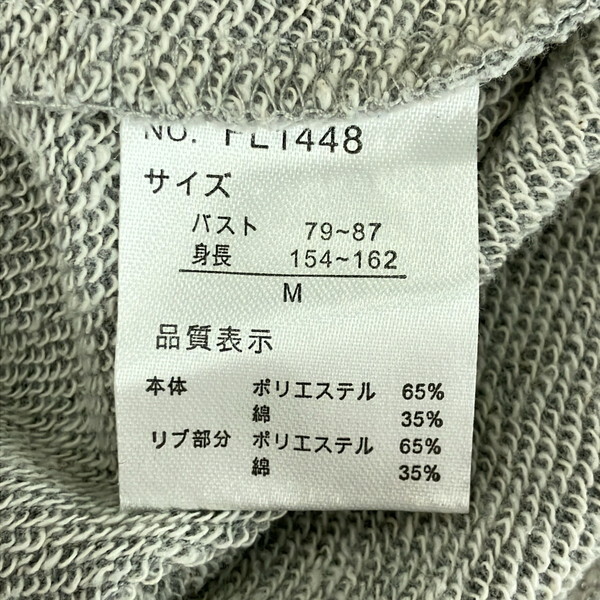 NO. FL1448
サイズ
バスト 79~87
身長 154~162
M
品質表示
本体 ポリエステル 65%
綿 35%
リブ部分 ポリエステル 65%
綿 35%